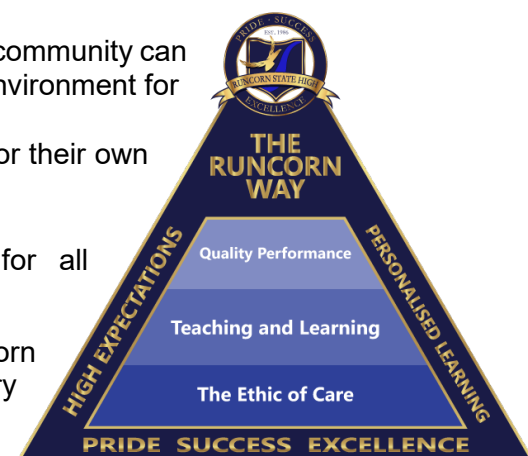 community can
nvironment for
or their own
for all
orn
ry
PRIDE · SUCCESS
EST. 1986
RUNCORN STATE HIGH
EXCELLENCE
THE
RUNCORN
WAY
HIGH EXPECTATIONS
PERSONALISED LEARNING
Quality Performance
Teaching and Learning
The Ethic of Care
PRIDE SUCCESS EXCELLENCE